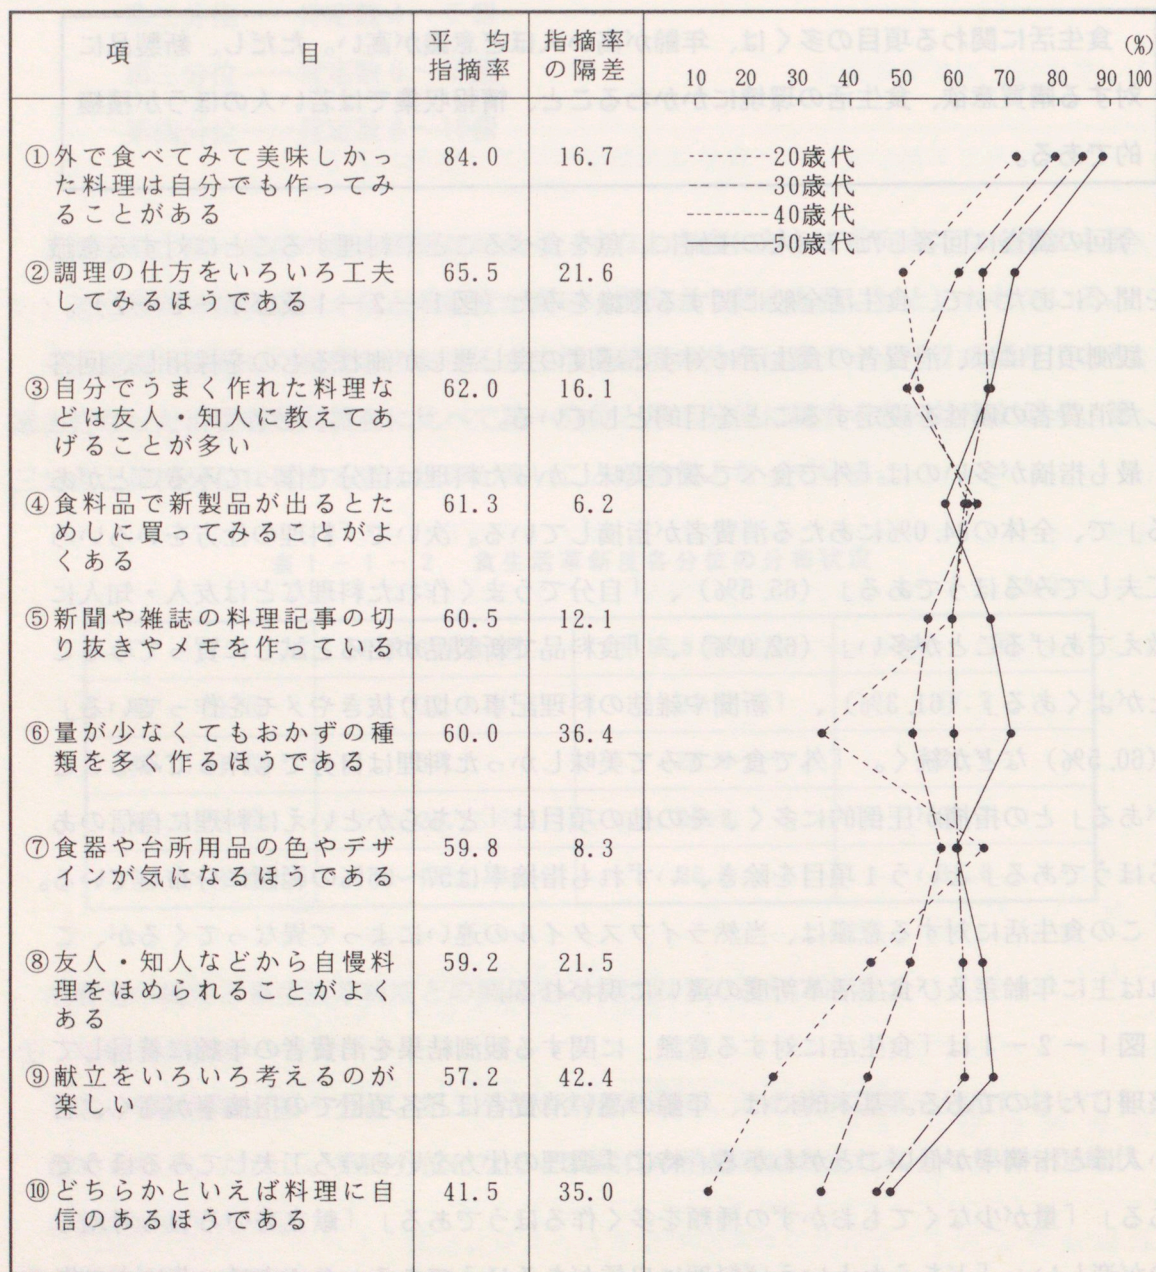 項　目　平均指摘率　指摘率の隔差　(%)
10 20 30 40 50 60 70 80 90 100
①外で食べてみて美味しかっ　84.0　16.7
た料理は自分でも作ってみ
ることがある
20歳代
30歳代
40歳代
50歳代
②調理の仕方をいろいろ工夫　65.5　21.6
してみるほうである
③自分でうまく作れた料理な　62.0　16.1
どは友人・知人に教えてあ
げることが多い
④食料品で新製品が出るとた　61.3　6.2
めしに買ってみることがよ
くある
⑤新聞や雑誌の料理記事の切　60.5　12.1
り抜きやメモを作っている
⑥量が少なくてもおかずの種　60.0　36.4
類を多く作るほうである
⑦食器や台所用品の色やデザ　59.8　8.3
インが気になるほうである
⑧友人・知人などから自慢料　59.2　21.5
理をほめられることがよく
ある
⑨献立をいろいろ考えるのが　57.2　42.4
楽しい
⑩どちらかといえば料理に自　41.5　35.0
信のあるほうである